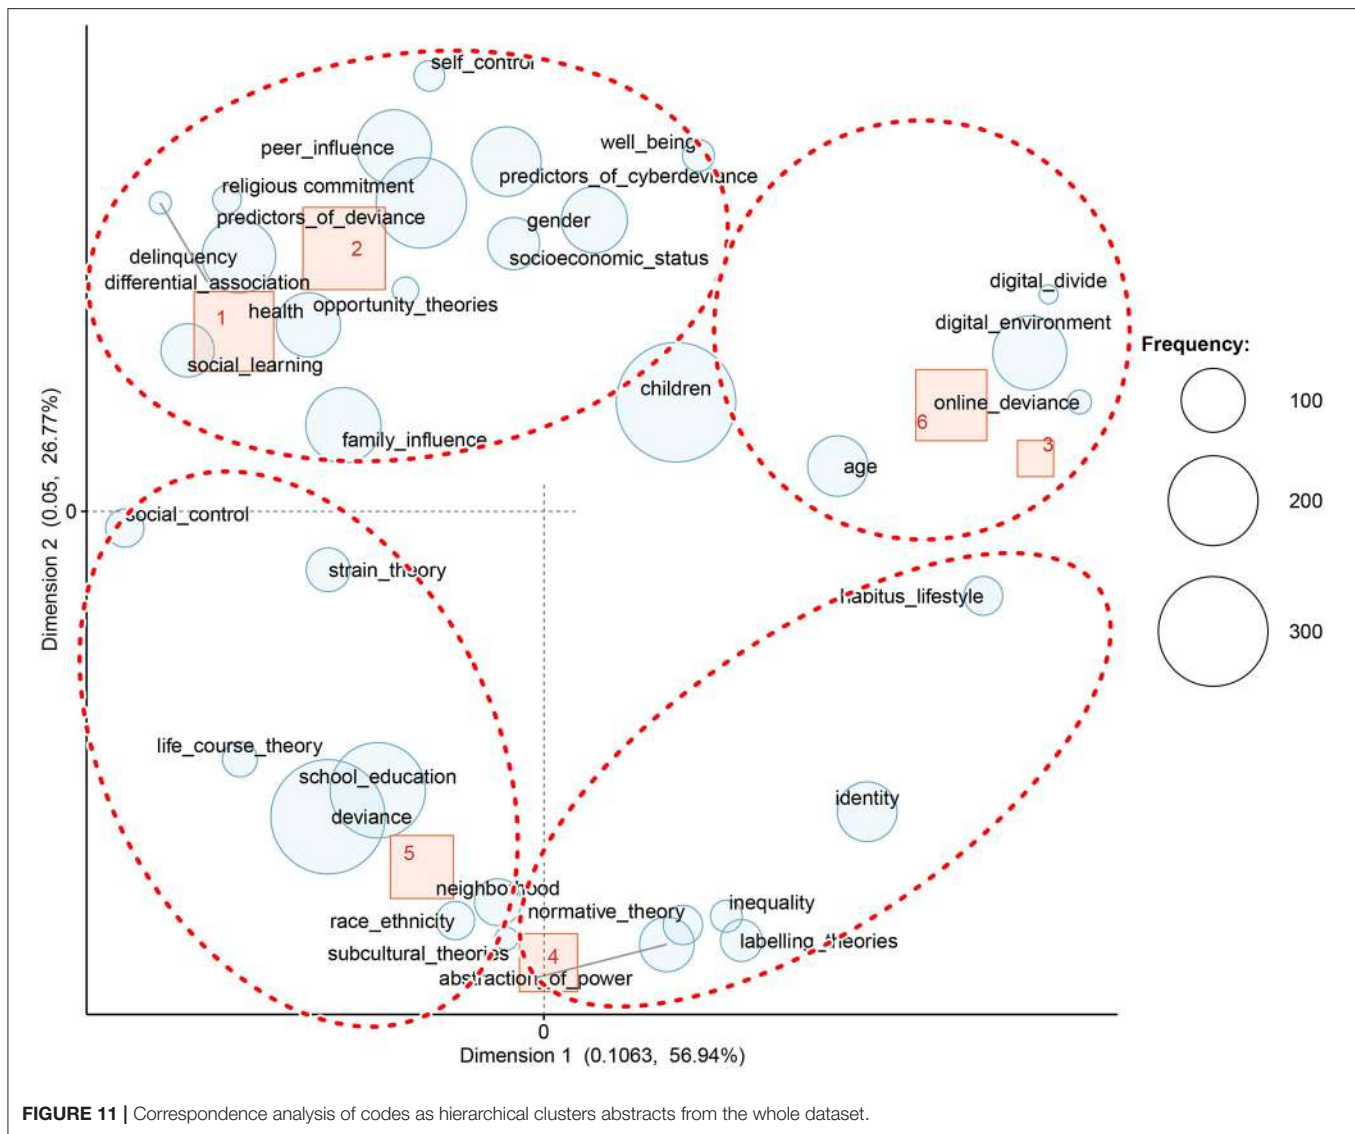 self_control
peer_influence
well_being
predictors_of_cyberdeviance
religious commitment
predictors_of_deviance
gender
2
delinquency
socioeconomic_status
differential_association
digital_divide
health
opportunity_theories
1
digital_environment
Frequency:
social_learning
children
100
online_deviance
6
family_influence
3
age
200
Dimension 2 (0.05, 26.77%)
0
social_control
strain_theory
habitus_lifestyle
300
life_course_theory
school_education
identity
deviance
5
neighborhood
inequality
race_ethnicity
normative_theory
labelling_theories
subcultural_theories
4
abstraction_of_power
0
Dimension 1 (0.1063, 56.94%)
FIGURE 11 | Correspondence analysis of codes as hierarchical clusters abstracts from the whole dataset.